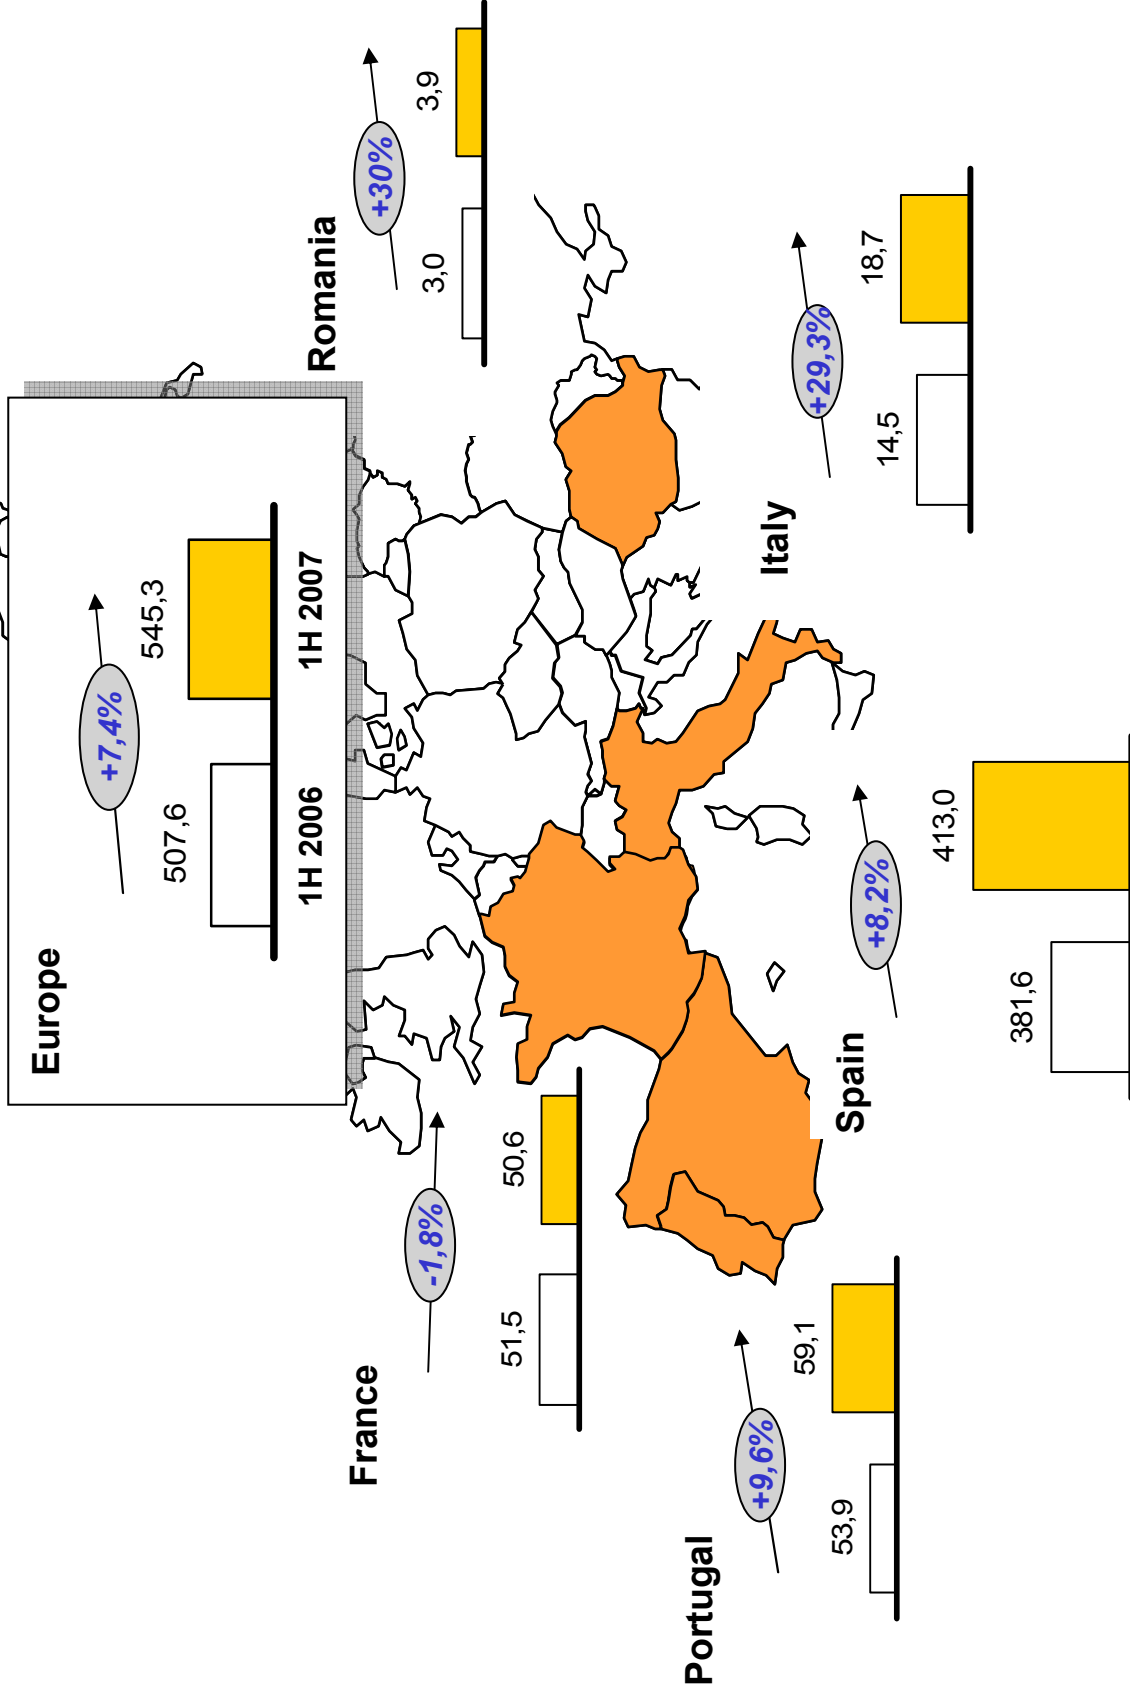 Europe
+7,4%
507,6
545,3
1H 2006
1H 2007
France
-1,8%
51,5
50,6
Romania
+30%
3,0
3,9
Portugal
+9,6%
53,9
59,1
Spain
+8,2%
381,6
413,0
Italy
+29,3%
14,5
18,7